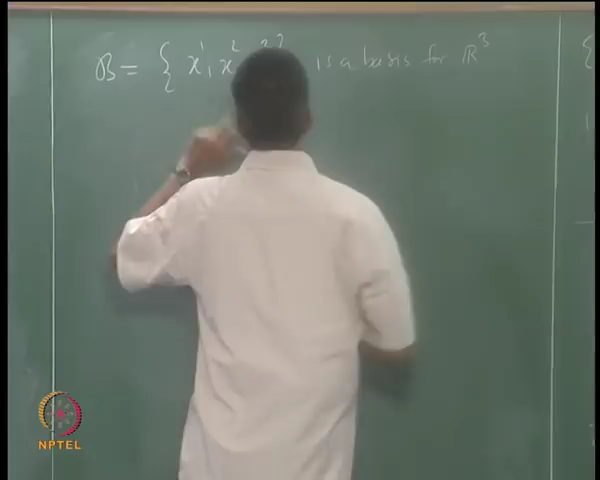 B = { x¹, x², is a basis for ℝ³
{
NPTEL